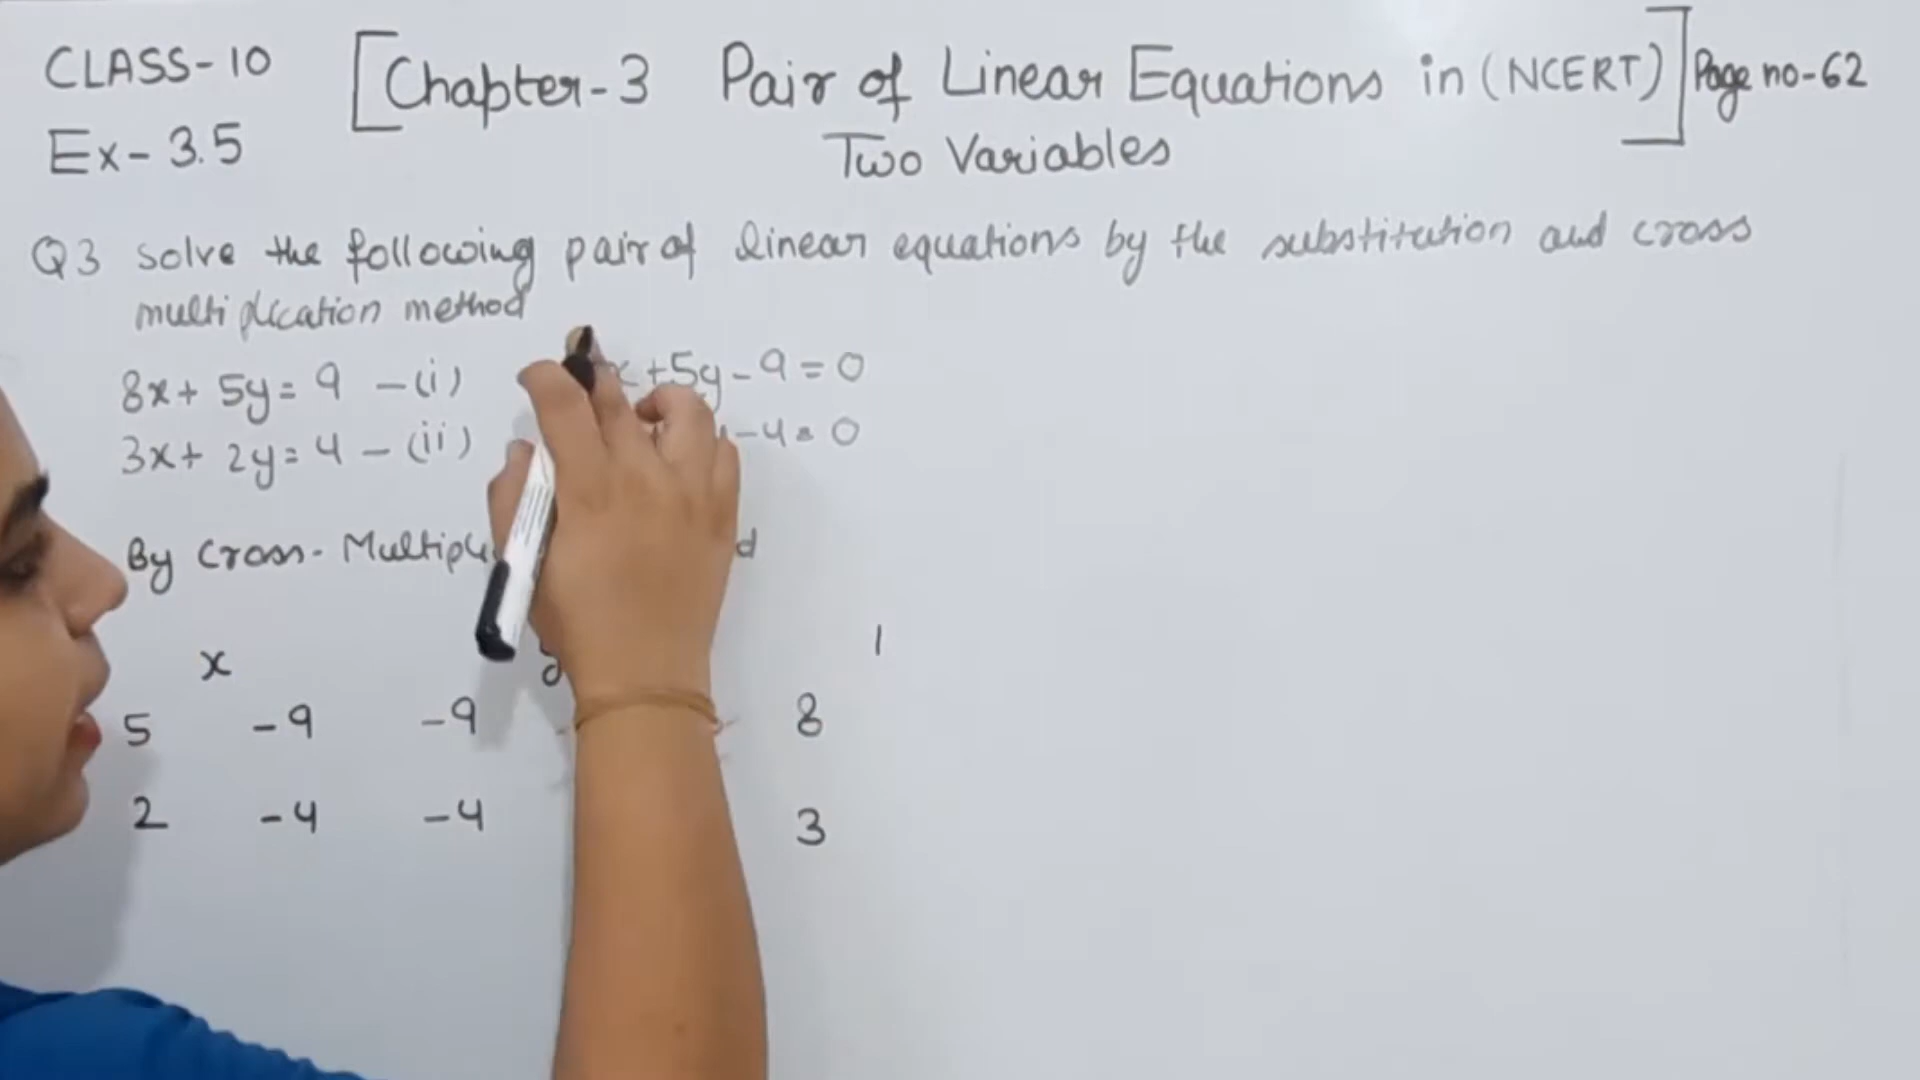 CLASS-10 [Chapter-3 Pair of Linear Equations in (NCERT)] Page no-62
Ex-3.5 Two Variables
Q3 Solve the following pair of linear equations by the substitution and cross
multiplication method
8x + 5y = 9 -(i) x + 5y - 9 = 0
3x + 2y = 4 -(ii) - 4 = 0
By Cross-
x 1
5 -9 -9 8
2 -4 -4 3